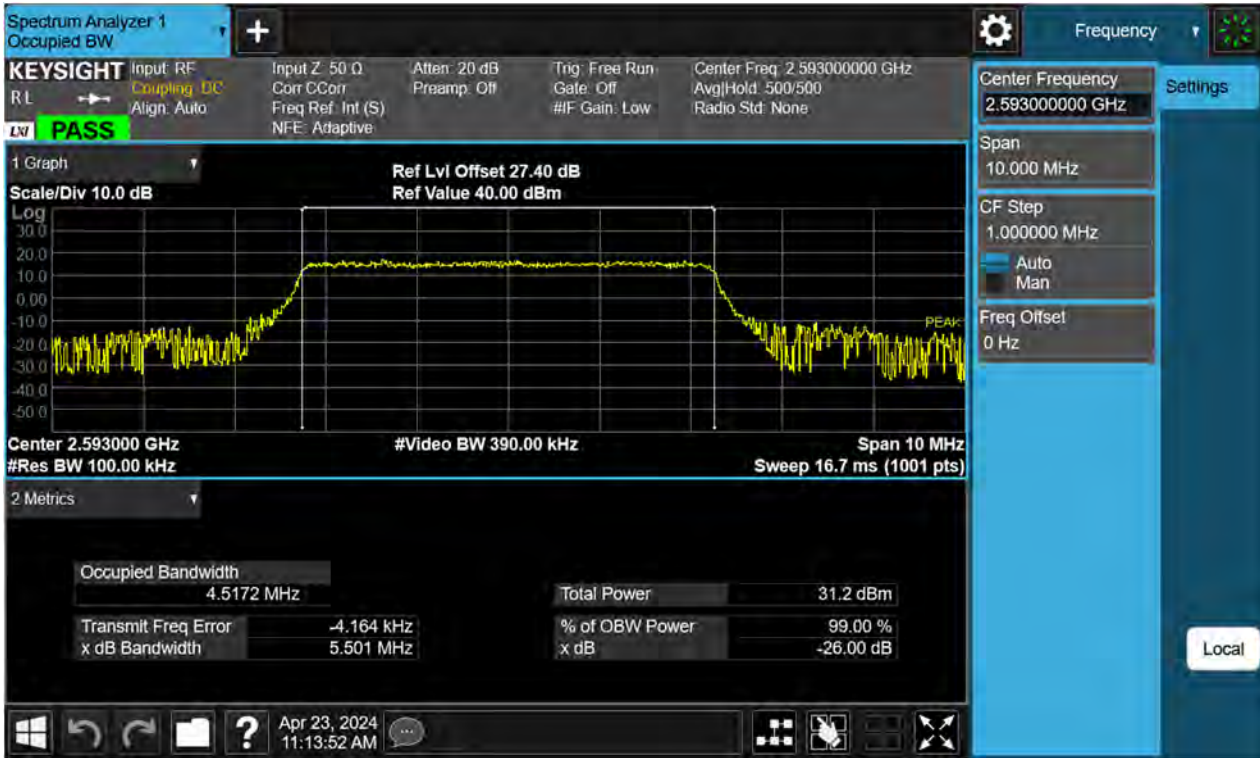 Spectrum Analyzer 1
Occupied BW
+
Frequency
KEYSIGHT
R L
LXI
PASS
Input: RF
Coupling: DC
Align: Auto
Input Z: 50 Ω
Corr CCorr
Freq Ref: Int (S)
NFE: Adaptive
Atten: 20 dB
Preamp: Off
Trig: Free Run
Gate: Off
#IF Gain: Low
Center Freq: 2.593000000 GHz
Avg|Hold: 500/500
Radio Std: None
Center Frequency
2.593000000 GHz
Settings
Span
10.000 MHz
CF Step
1.000000 MHz
Auto
Man
Freq Offset
0 Hz
Local
1 Graph
Scale/Div 10.0 dB
Ref Lvl Offset 27.40 dB
Ref Value 40.00 dBm
Log
30.0
20.0
10.0
0.00
-10.0
-20.0
-30.0
-40.0
-50.0
PEAK
Center 2.593000 GHz
#Video BW 390.00 kHz
Span 10 MHz
#Res BW 100.00 kHz
Sweep 16.7 ms (1001 pts)
2 Metrics
Occupied Bandwidth
4.5172 MHz
Total Power 31.2 dBm
Transmit Freq Error -4.164 kHz
% of OBW Power 99.00 %
x dB Bandwidth 5.501 MHz
x dB -26.00 dB
?
Apr 23, 2024
11:13:52 AM